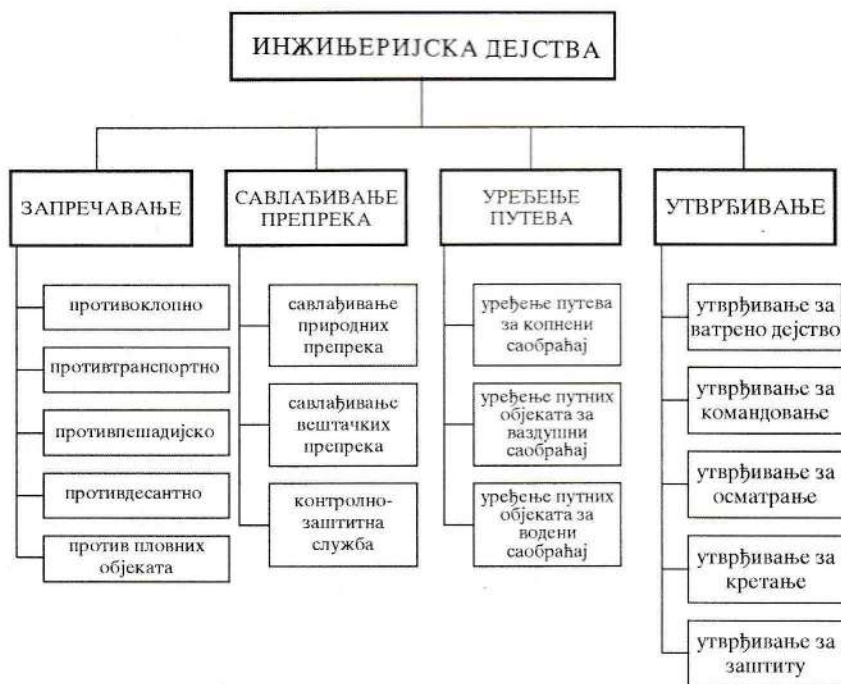 ИНЖИЊЕРИЈСКА ДЕЈСТВА
ЗАПРЕЧАВАЊЕ
противоклопно
противтранспортно
противпешадијско
противдесантно
против пловних
објеката
САВЛАЂИВАЊЕ
ПРЕПРЕКА
савлађивање
природних
препрека
савлађивање
вештачких
препрека
контролно-
заштитна
служба
УРЕЂЕЊЕ
ПУТЕВА
уређење путева
за копнени
саобраћај
уређење путних
објеката за
ваздушни
саобраћај
уређење путних
објеката за
водени
саобраћај
УТВРЂИВАЊЕ
утврђивање за
ватрено дејство
утврђивање за
командовање
утврђивање за
осматрање
утврђивање за
кретање
утврђивање за
заштиту